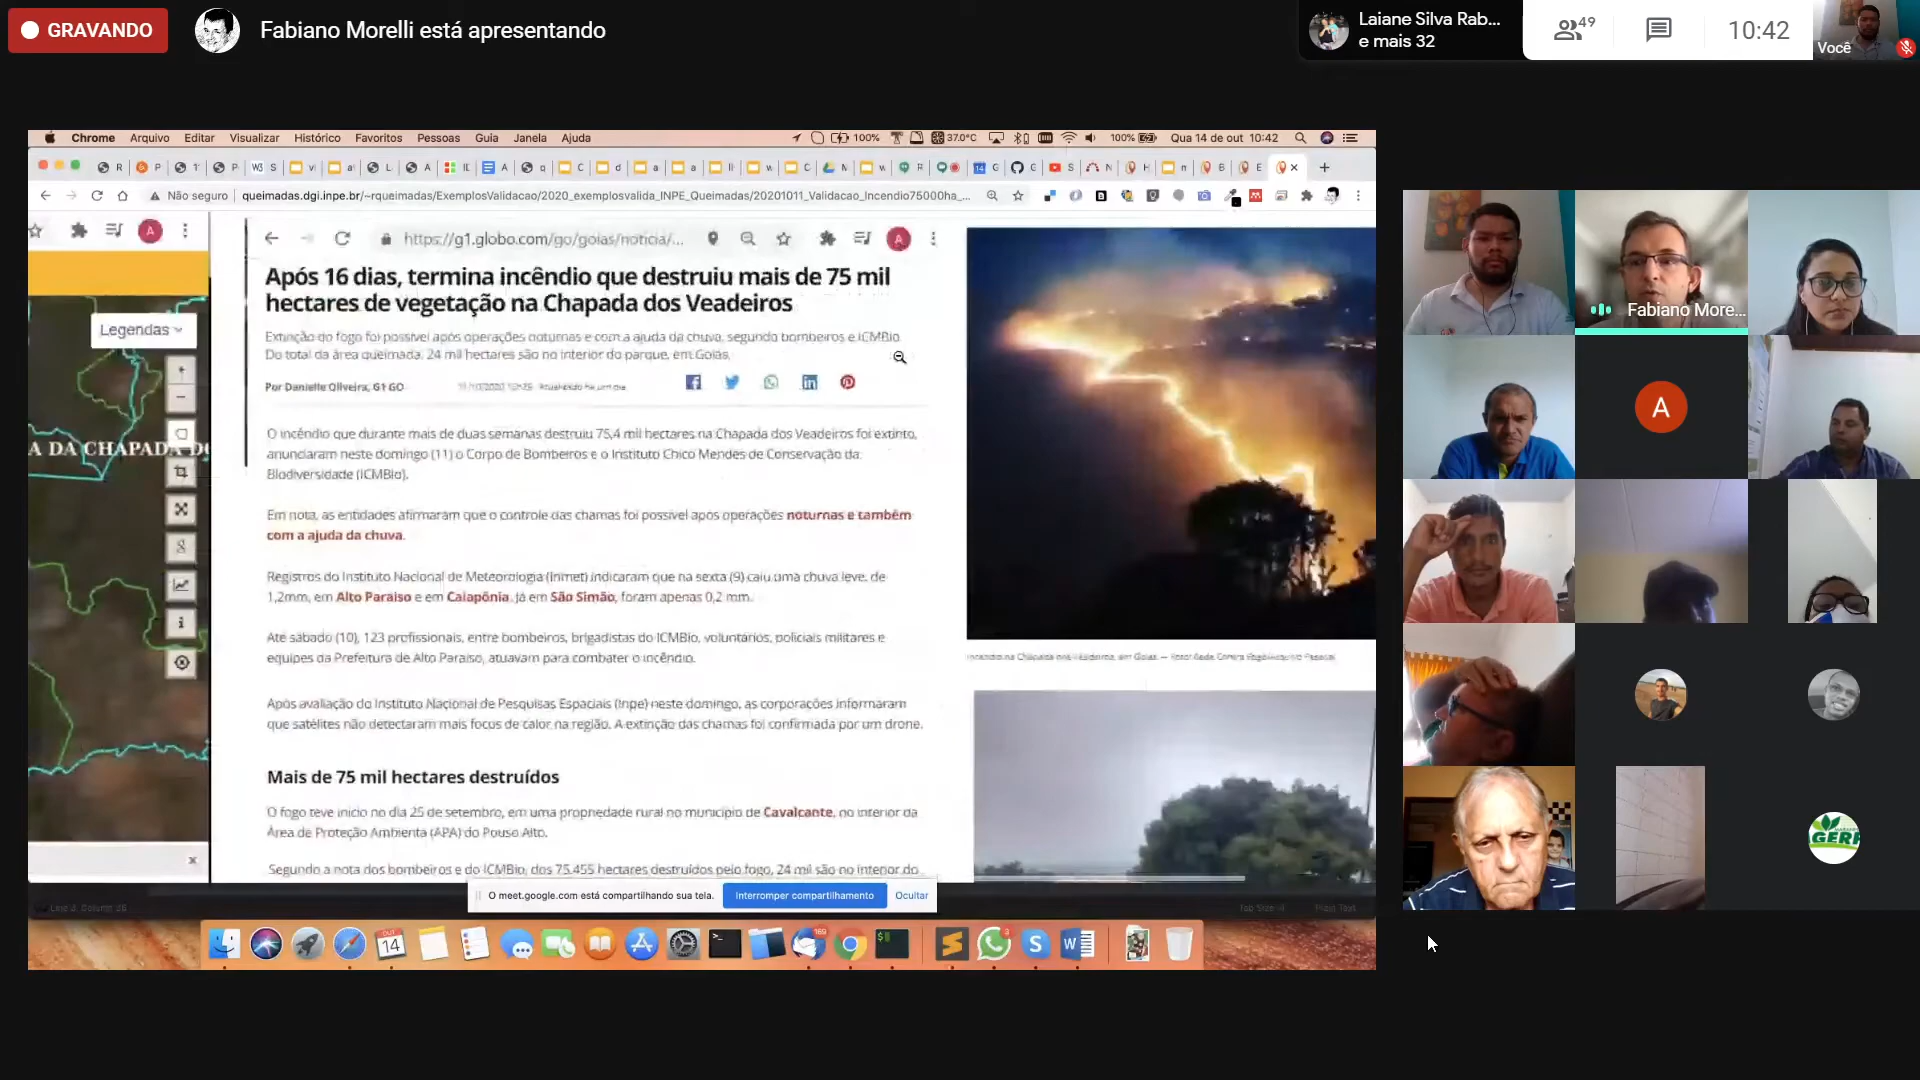 GRAVANDO
Fabiano Morelli está apresentando
Laiane Silva Rab...
e mais 32
49
10:42
Você
Chrome Arquivo Editar Visualizar Histórico Favoritos Pessoas Guia Janela Ajuda
37.0°C
100% Qua 14 de out 10:42
Não seguro
queimadas.dgi.inpe.br/~rqueimadas/ExemplosValidacao/2020_exemplosvalida_INPE_Queimadas/20201011_Validacao_Incendio75000ha_...
https://g1.globo.com/go/goias/noticia/...
A
A
Legendas
A DA CHAPADA DO
Após 16 dias, termina incêndio que destruiu mais de 75 mil
hectares de vegetação na Chapada dos Veadeiros
Extinção do fogo foi possível após operações noturnas e com a ajuda da chuva, segundo bombeiros e ICMBio.
Do total da área queimada, 24 mil hectares são no interior do parque, em Goiás.
Por Danielle Oliveira, G1 GO
O incêndio que durante mais de duas semanas destruiu 75,4 mil hectares na Chapada dos Veadeiros foi extinto,
anunciaram neste domingo (11) o Corpo de Bombeiros e o Instituto Chico Mendes de Conservação da
Biodiversidade (ICMBio).
Em nota, as entidades afirmaram que o controle das chamas foi possível após operações noturnas e também
com a ajuda da chuva.
Registros do Instituto Nacional de Meteorologia (Inmet) indicaram que na sexta (9) caiu uma chuva leve, de
1,2mm, em Alto Paraíso e em Caiapônia. Já em São Simão, foram apenas 0,2 mm.
Até sábado (10), 123 profissionais, entre bombeiros, brigadistas do ICMBio, voluntários, policiais militares e
equipes da Prefeitura de Alto Paraíso, atuavam para combater o incêndio.
Após avaliação do Instituto Nacional de Pesquisas Espaciais (Inpe) neste domingo, as corporações informaram
que satélites não detectaram mais focos de calor na região. A extinção das chamas foi confirmada por um drone.
Mais de 75 mil hectares destruídos
O fogo teve início no dia 25 de setembro, em uma propriedade rural no município de Cavalcante, no interior da
Área de Proteção Ambienta (APA) do Pouso Alto.
Segundo a nota dos bombeiros e do ICMBio, dos 75.455 hectares destruídos pelo fogo, 24 mil são no interior do
O meet.google.com está compartilhando sua tela.
Interromper compartilhamento
Ocultar
Fabiano More...
A
GERF
OCT
14
169
3